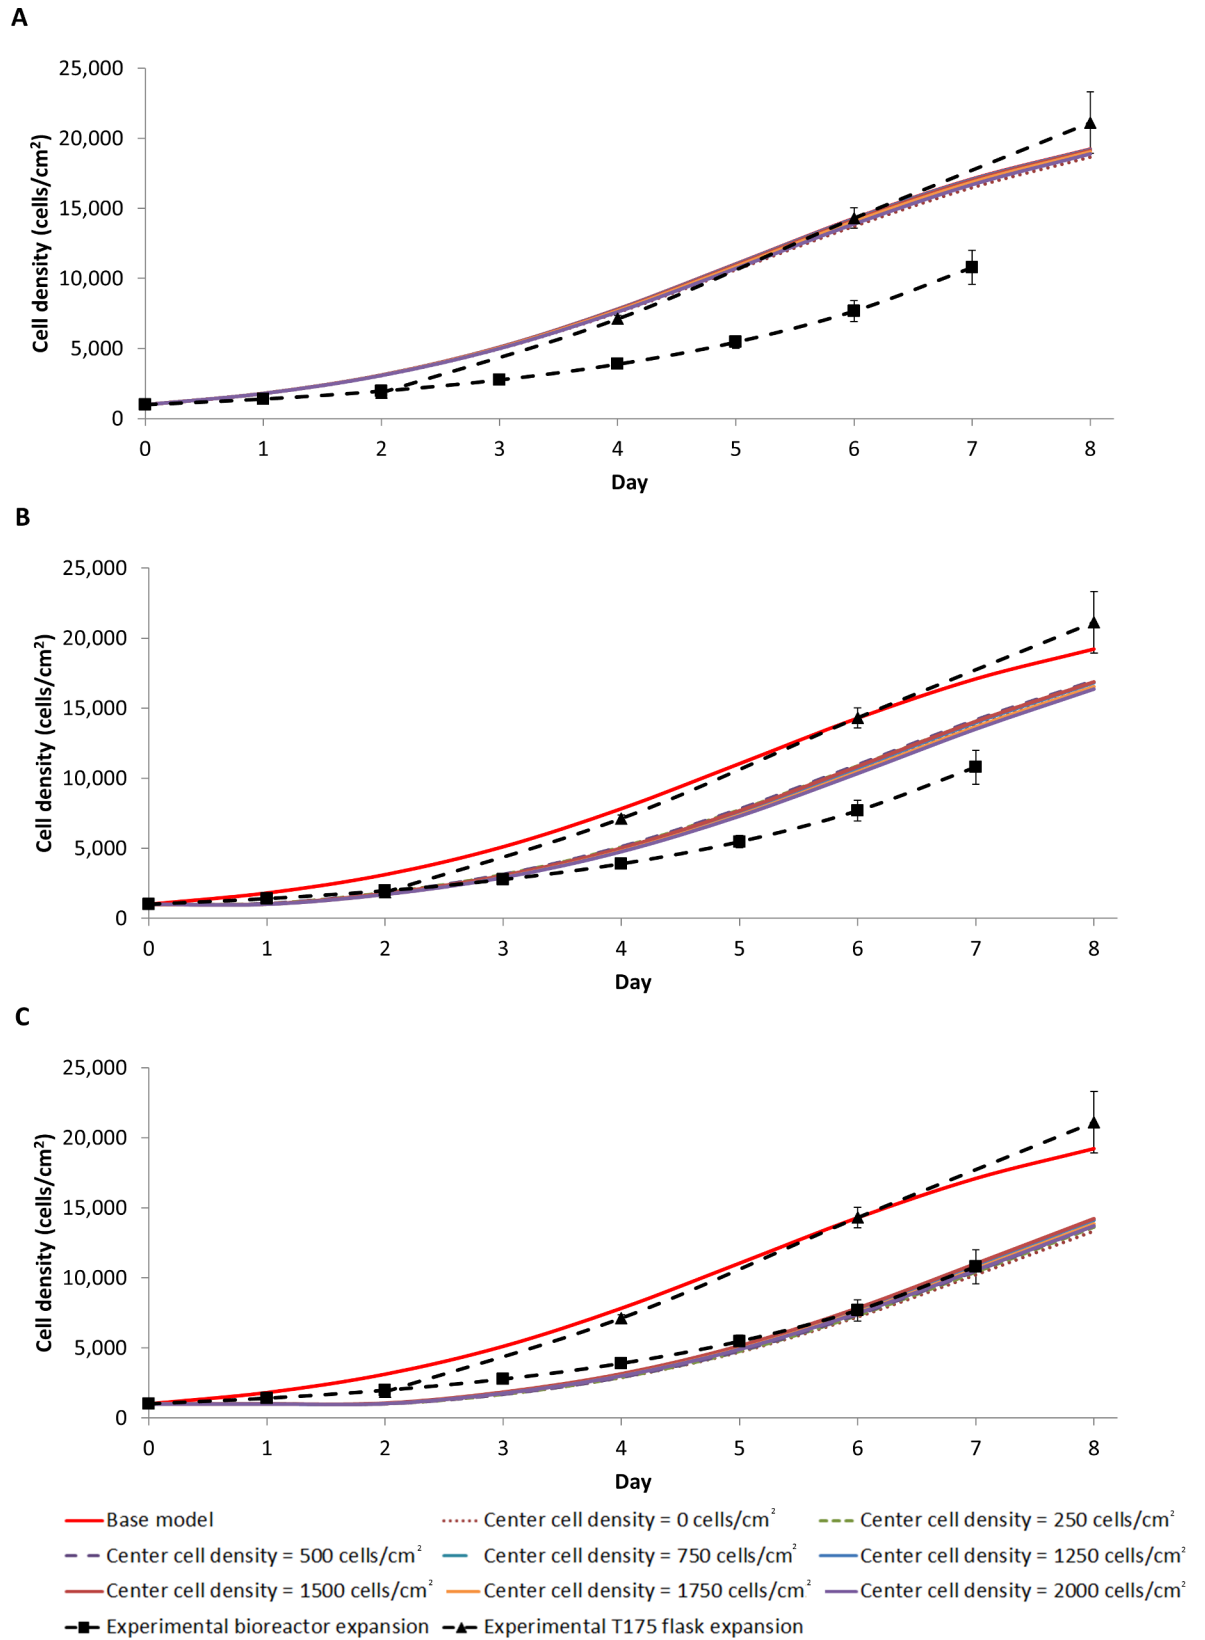 A
25,000
20,000
15,000
10,000
5,000
0
Cell density (cells/cm²)
0 1 2 3 4 5 6 7 8
Day
B
25,000
20,000
15,000
10,000
5,000
0
Cell density (cells/cm²)
0 1 2 3 4 5 6 7 8
Day
C
25,000
20,000
15,000
10,000
5,000
0
Cell density (cells/cm²)
0 1 2 3 4 5 6 7 8
Day
Base model Center cell density = 0 cells/cm² Center cell density = 250 cells/cm²
Center cell density = 500 cells/cm² Center cell density = 750 cells/cm² Center cell density = 1250 cells/cm²
Center cell density = 1500 cells/cm² Center cell density = 1750 cells/cm² Center cell density = 2000 cells/cm²
Experimental bioreactor expansion Experimental T175 flask expansion